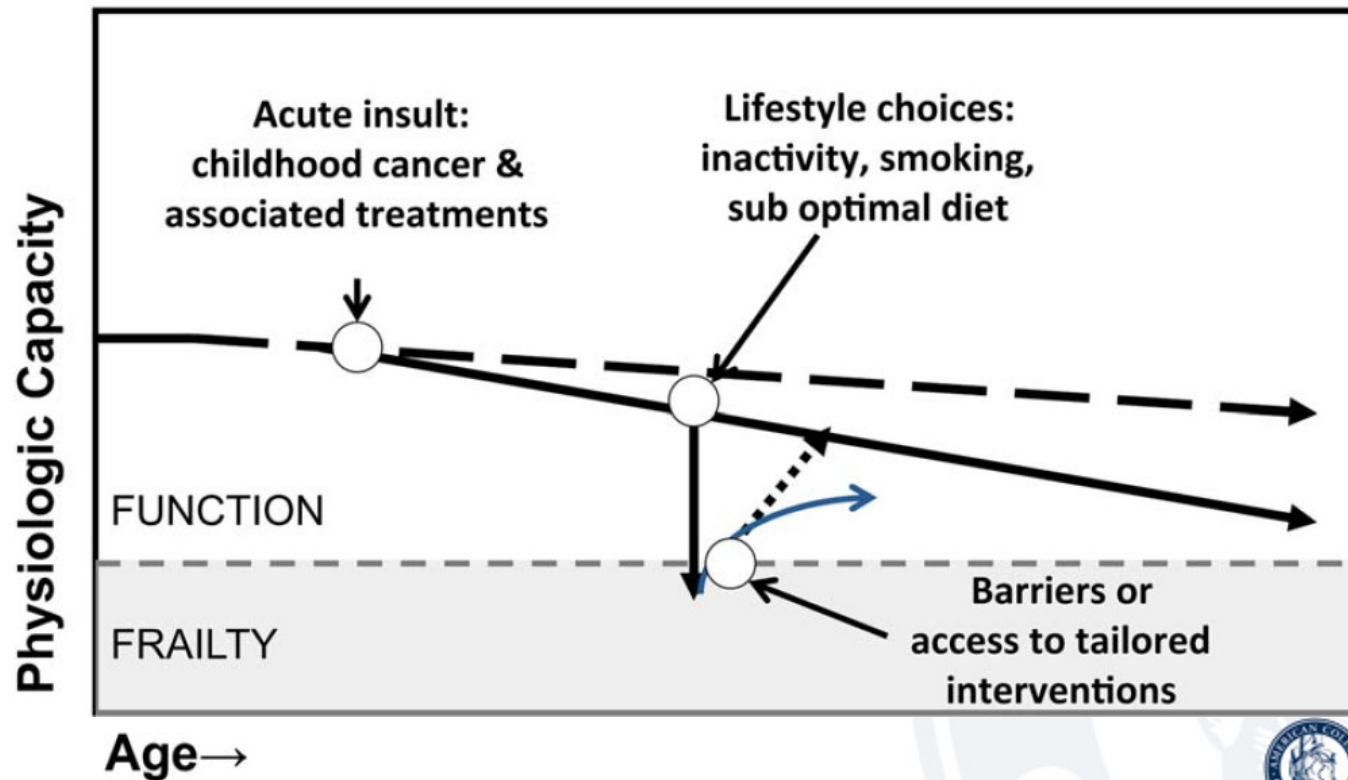 Acute insult:
childhood cancer &
associated treatments
Lifestyle choices:
inactivity, smoking,
sub optimal diet
Physiologic Capacity
FUNCTION
FRAILTY
Barriers or
access to tailored
interventions
Age→
AMERICAN